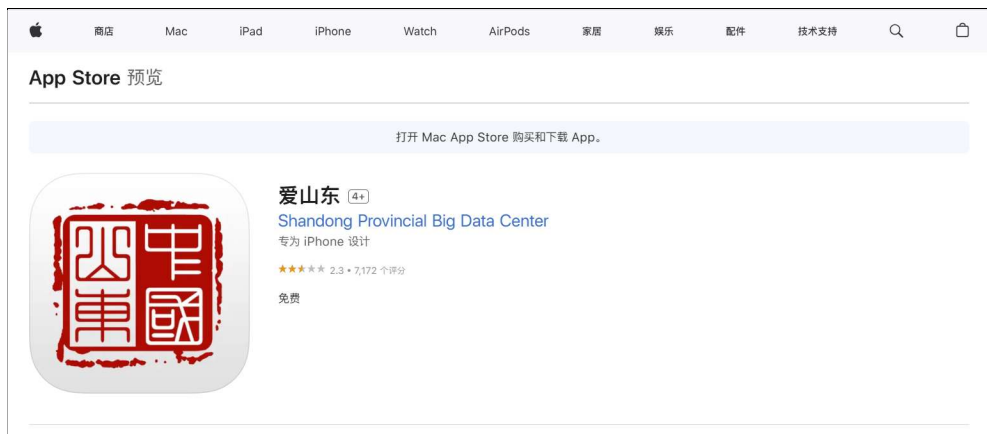 商店 Mac iPad iPhone Watch AirPods 家居 娱乐 配件 技术支持
App Store 预览
打开 Mac App Store 购买和下载 App。
爱山东 4+
Shandong Provincial Big Data Center
专为 iPhone 设计
2.3 • 7,172 个评分
免费
山東 中國